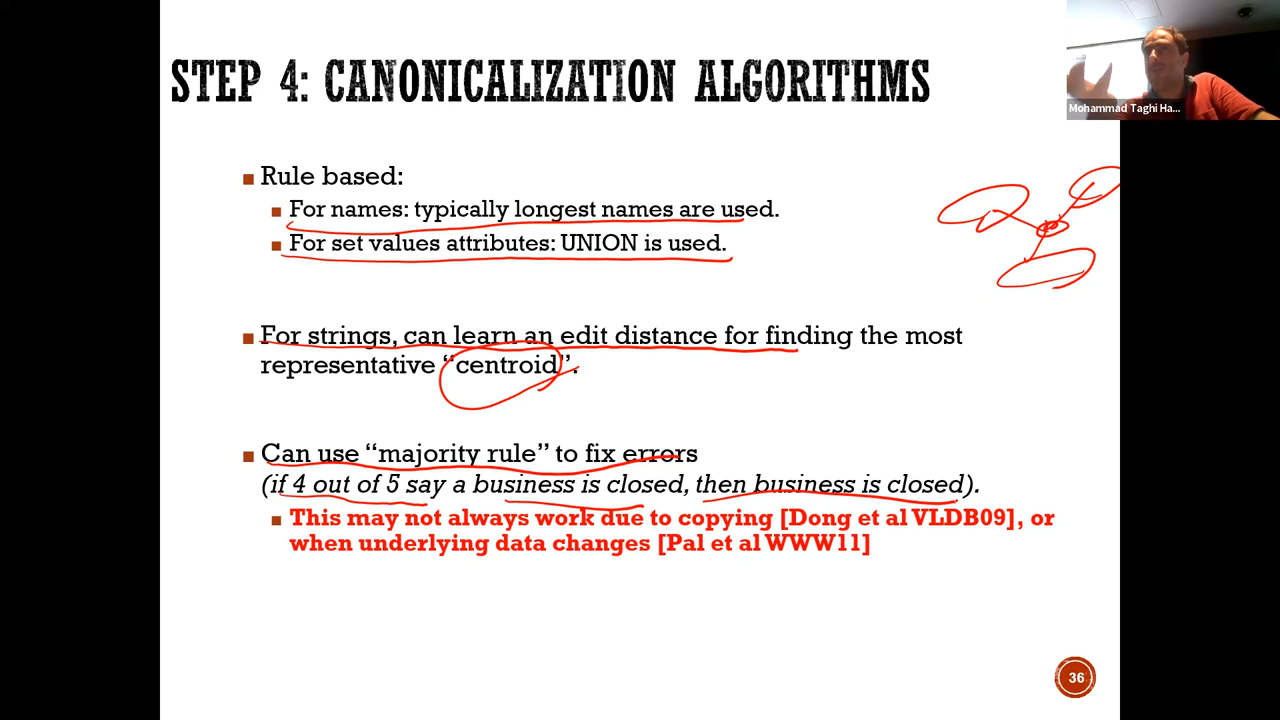 STEP 4: CANONICALIZATION ALGORITHMS
Mohammad Taghi Ha...
Rule based:
For names: typically longest names are used.
For set values attributes: UNION is used.
For strings, can learn an edit distance for finding the most
representative “centroid”.
Can use “majority rule” to fix errors
(if 4 out of 5 say a business is closed, then business is closed).
This may not always work due to copying [Dong et al VLDB09], or
when underlying data changes [Pal et al WWW11]
36